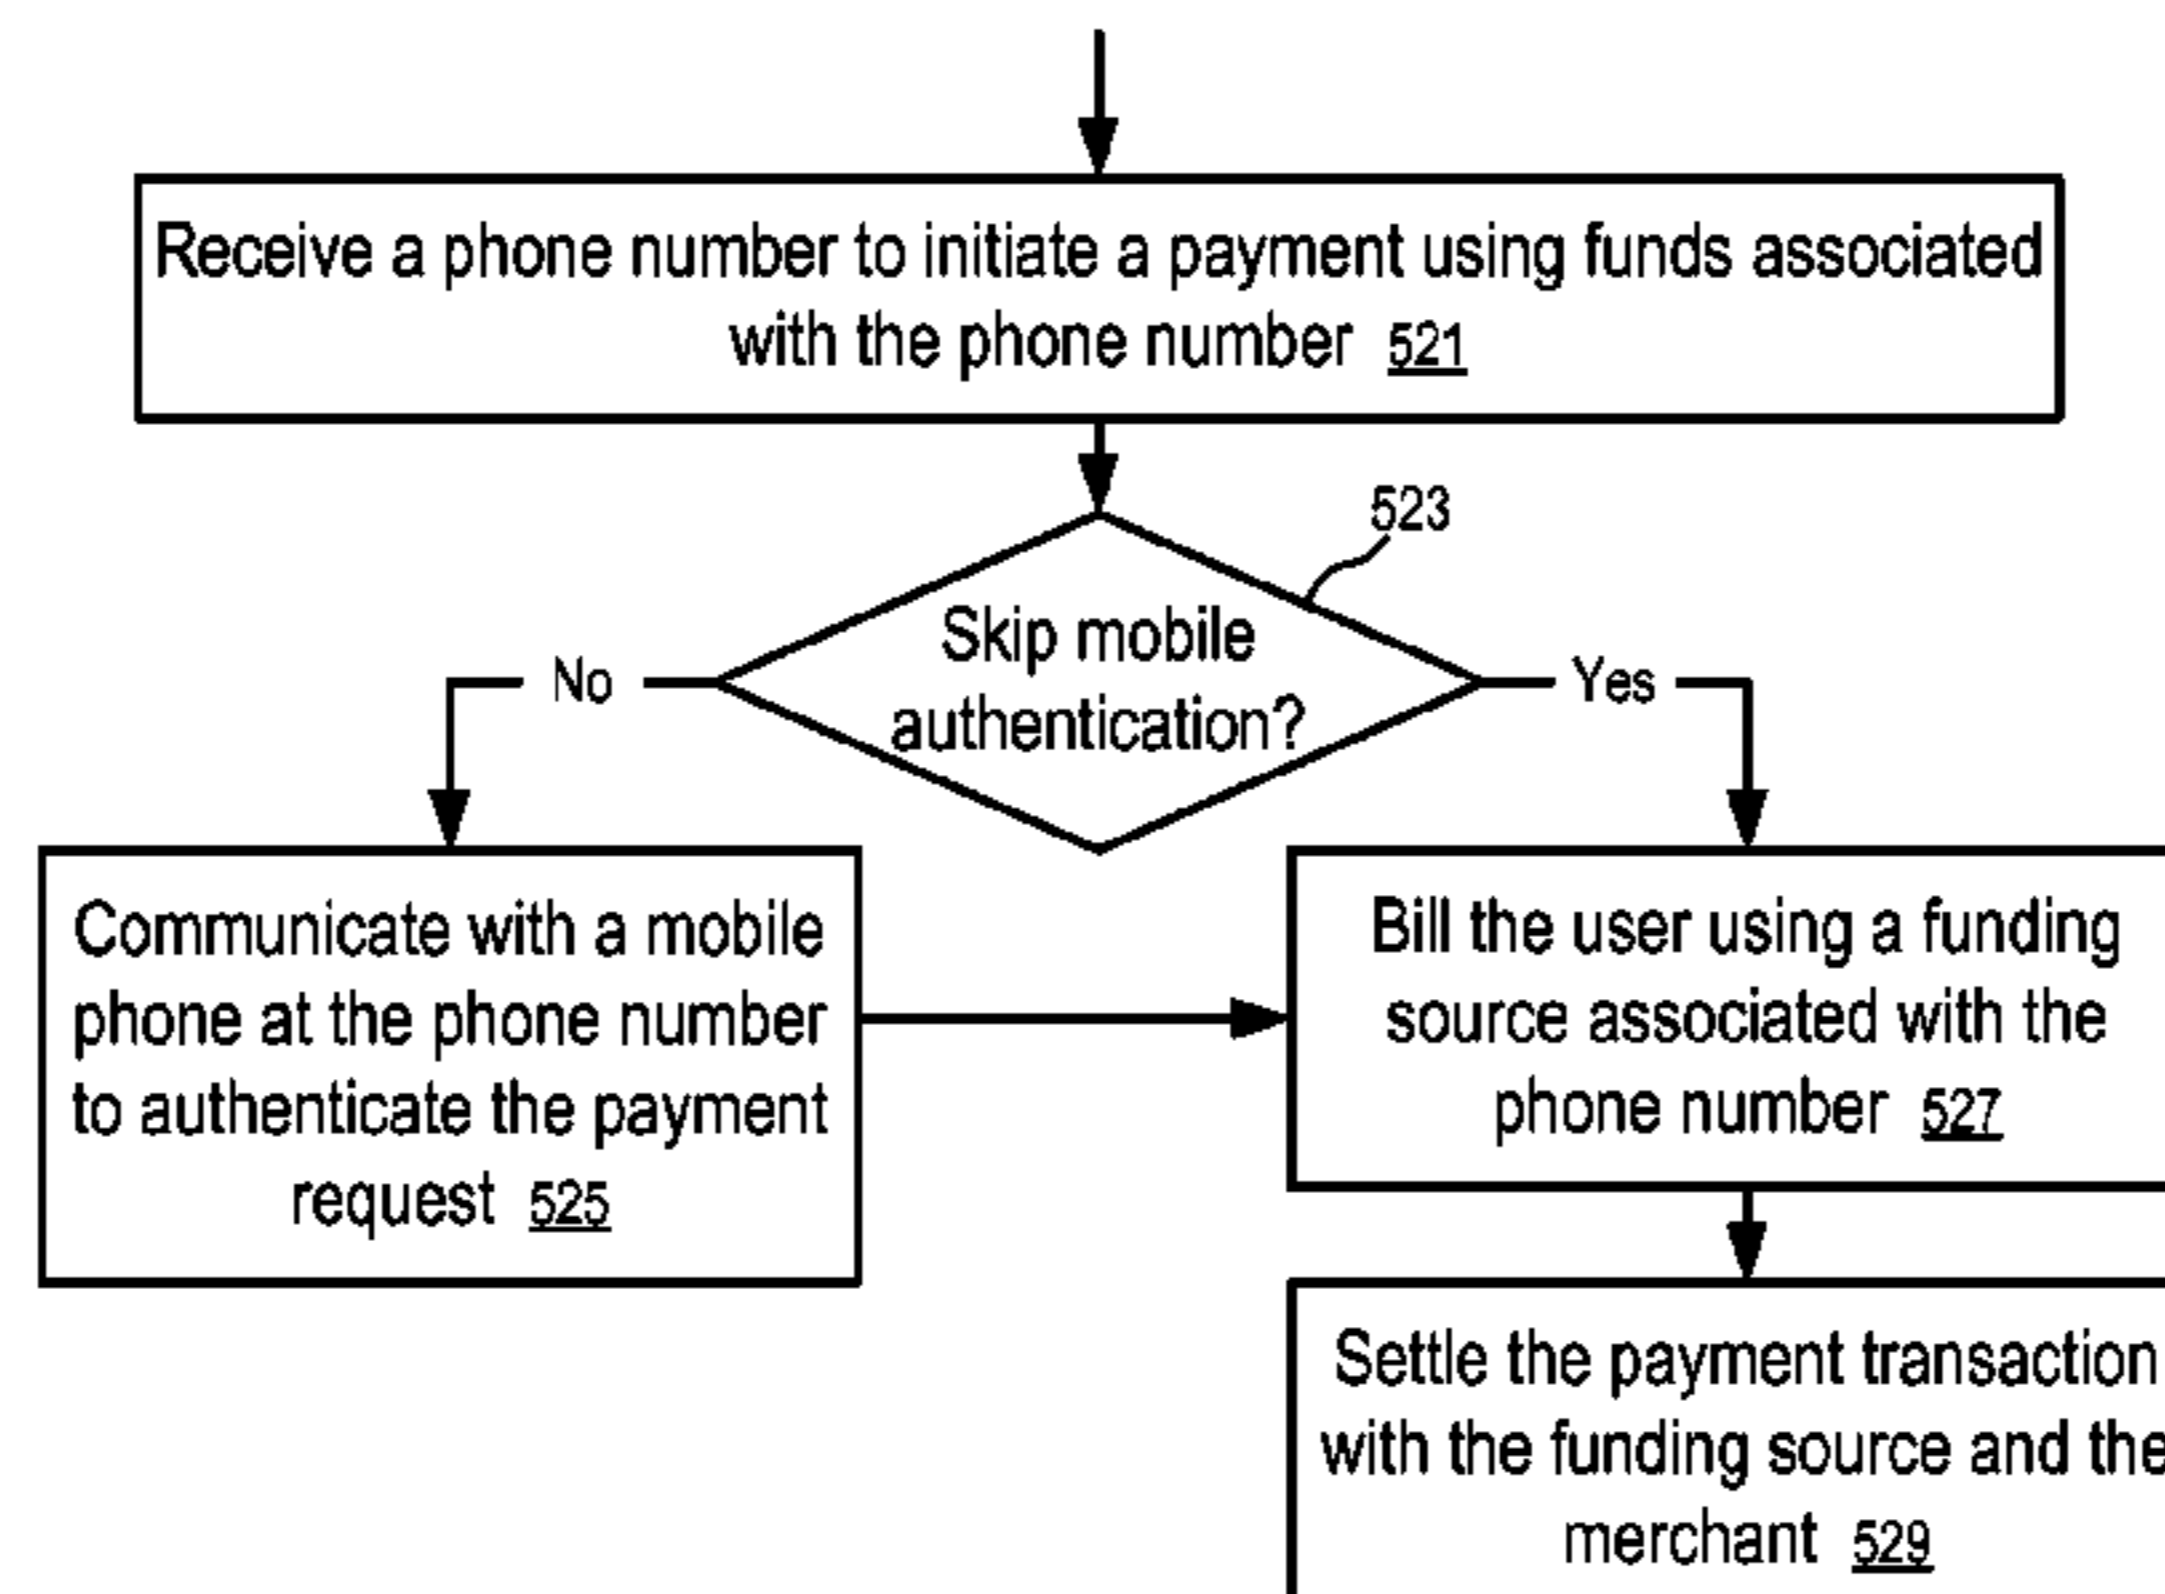 Receive a phone number to initiate a payment using funds associated
with the phone number 521
523
Skip mobile
authentication?
No
Yes
Communicate with a mobile
phone at the phone number
to authenticate the payment
request 525
Bill the user using a funding
source associated with the
phone number 527
Settle the payment transaction
with the funding source and the
merchant 529